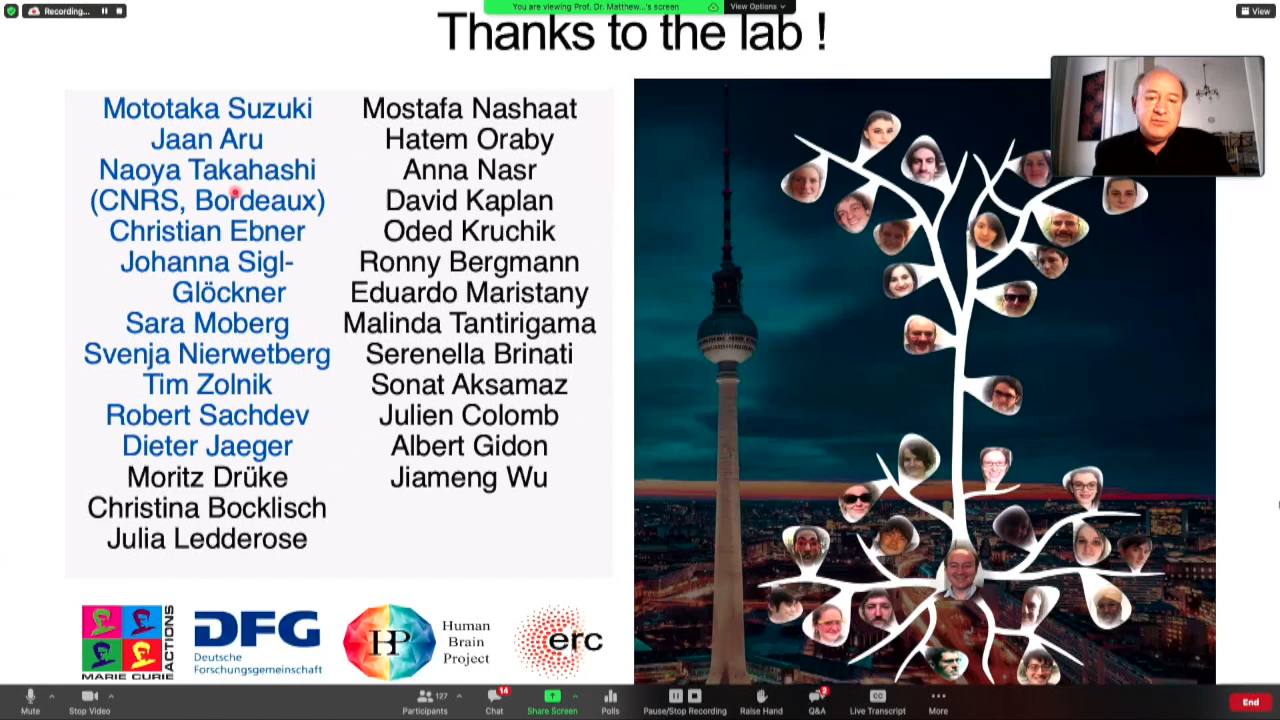 Recording...
You are viewing Prof. Dr. Matthew...'s screen
View Options
View
Thanks to the lab !
Mototaka Suzuki
Jaan Aru
Naoya Takahashi
(CNRS, Bordeaux)
Christian Ebner
Johanna Sigl-
Glöckner
Sara Moberg
Svenja Nierwetberg
Tim Zolnik
Robert Sachdev
Dieter Jaeger
Moritz Drüke
Christina Bocklisch
Julia Ledderose
Mostafa Nashaat
Hatem Oraby
Anna Nasr
David Kaplan
Oded Kruchik
Ronny Bergmann
Eduardo Maristany
Malinda Tantirigama
Serenella Brinati
Sonat Aksamaz
Julien Colomb
Albert Gidon
Jiameng Wu
MARIE CURIE
ACTIONS
DFG
Deutsche
Forschungsgemeinschaft
HP
Human
Brain
Project
erc
Mute
Stop Video
127
Participants
14
Chat
Share Screen
Polls
Pause/Stop Recording
Raise Hand
2
Q&A
CC
Live Transcript
More
End